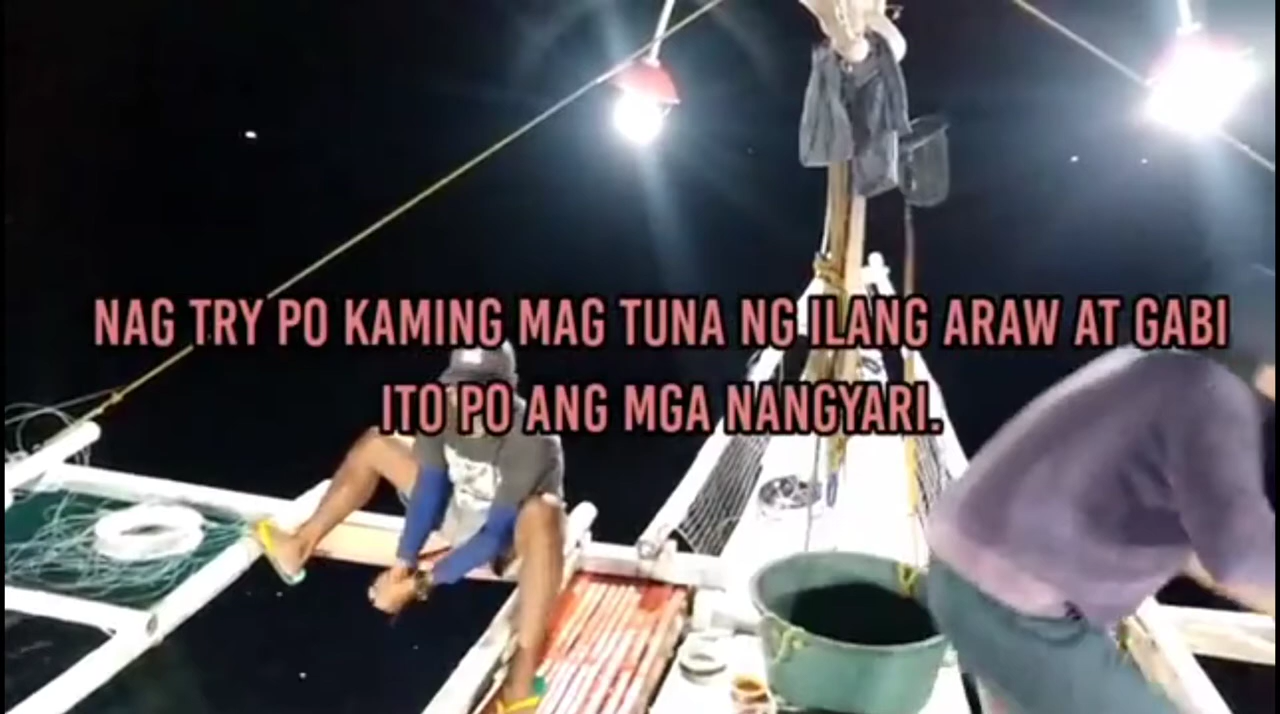 NAG TRY PO KAMING MAG TUNA NG ILANG ARAW AT GABI
ITO PO ANG MGA NANGYARI.